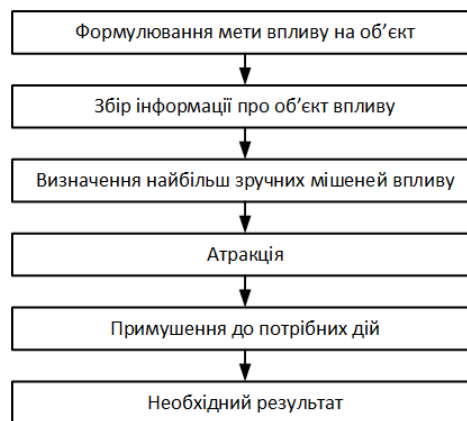 Формулювання мети впливу на об’єкт
Збір інформації про об’єкт впливу
Визначення найбільш зручних мішеней впливу
Атракція
Примушення до потрібних дій
Необхідний результат